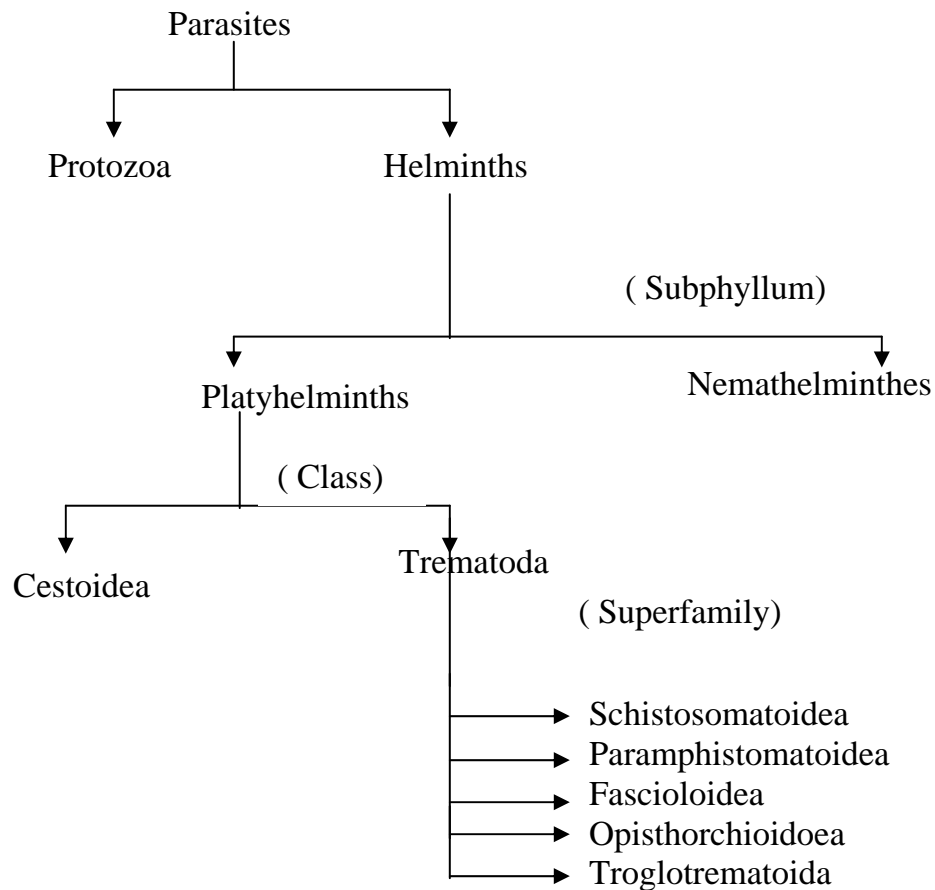 Parasites
Protozoa
Helminths
( Subphyllum)
Platyhelminths
Nemathelminthes
( Class)
Cestoidea
Trematoda
( Superfamily)
Schistosomatoidea
Paramphistomatoidea
Fascioloidea
Opisthorchioidoea
Troglotrematoida